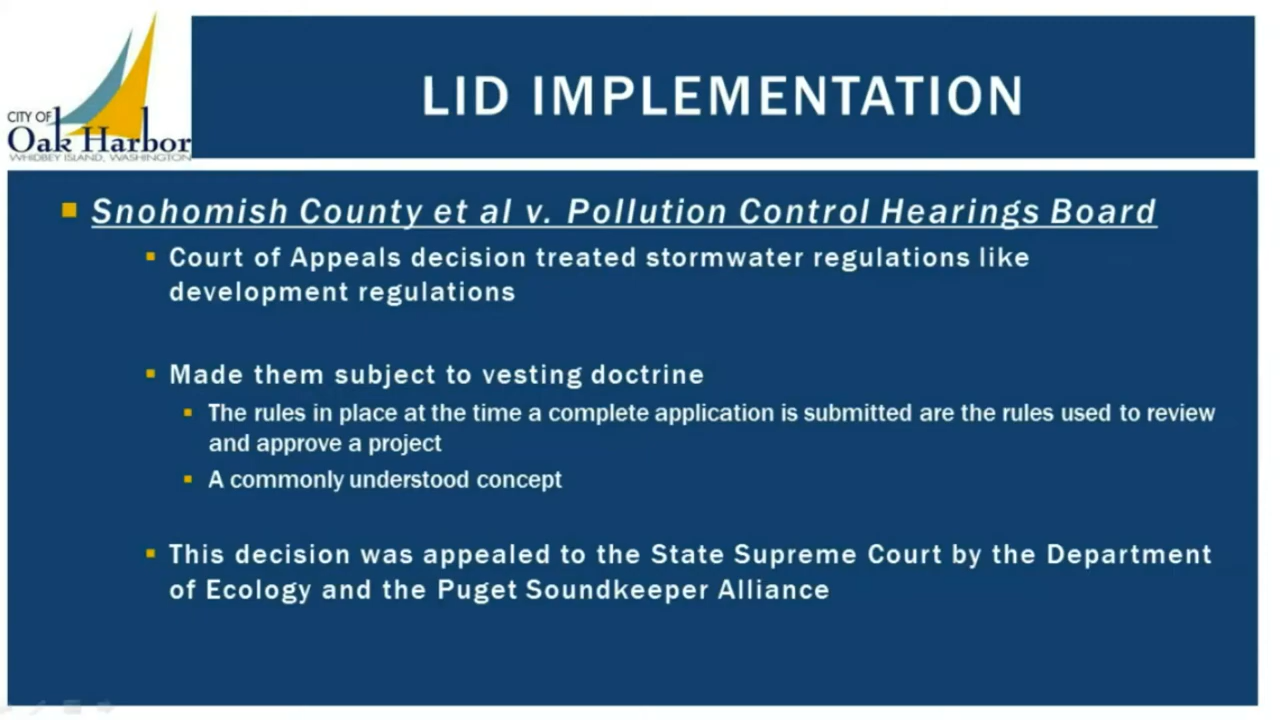 CITY OF
Oak Harbor
WHIDBEY ISLAND, WASHINGTON
LID IMPLEMENTATION
Snohomish County et al v. Pollution Control Hearings Board
Court of Appeals decision treated stormwater regulations like
development regulations
Made them subject to vesting doctrine
The rules in place at the time a complete application is submitted are the rules used to review
and approve a project
A commonly understood concept
This decision was appealed to the State Supreme Court by the Department
of Ecology and the Puget Soundkeeper Alliance